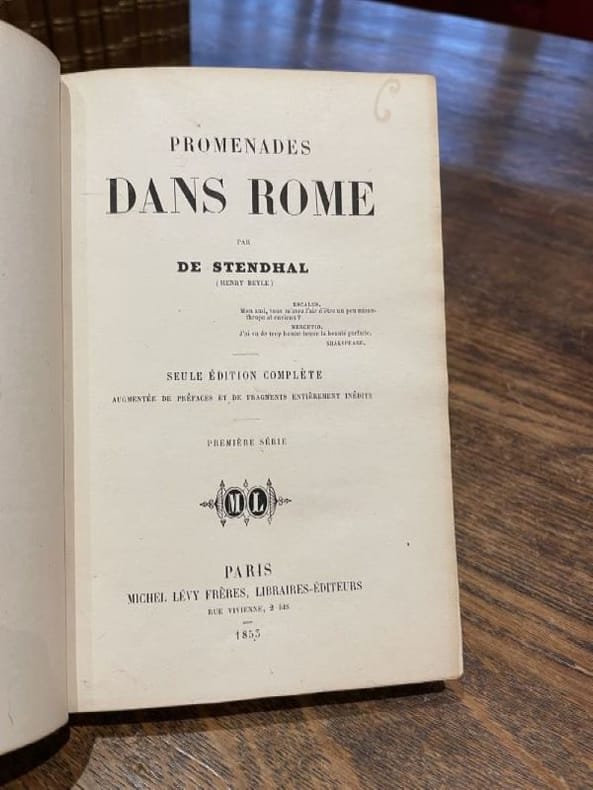 PROMENADES
DANS ROME
PAR
DE STENDHAL
(HENRY BEYLE)
ESCALUS.
Mon ami, vous m'avez l'air d'être un peu misan-
thrope et envieux?
MERCUTIO.
J'ai vu de trop bonne heure la beauté parfaite.
SHAKSPEARE.
SEULE ÉDITION COMPLÈTE
AUGMENTÉE DE PRÉFACES ET DE FRAGMENTS ENTIÈREMENT INÉDITS
PREMIÈRE SÉRIE
ML
PARIS
MICHEL LÉVY FRÈRES, LIBRAIRES-ÉDITEURS
RUE VIVIENNE, 2 BIS
1853